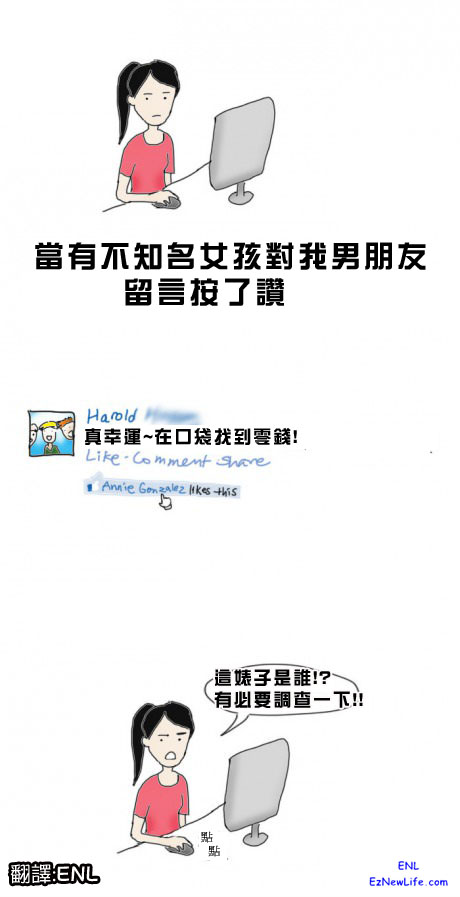 當有不知名女孩對我男朋友
留言按了讚
Harold
真幸運~在口袋找到零錢!
Like - Comment - Share
Annie Gonzalez likes this
這婊子是誰!?
有必要調查一下!!
點
點
翻譯:ENL
ENL
EzNewLife.com